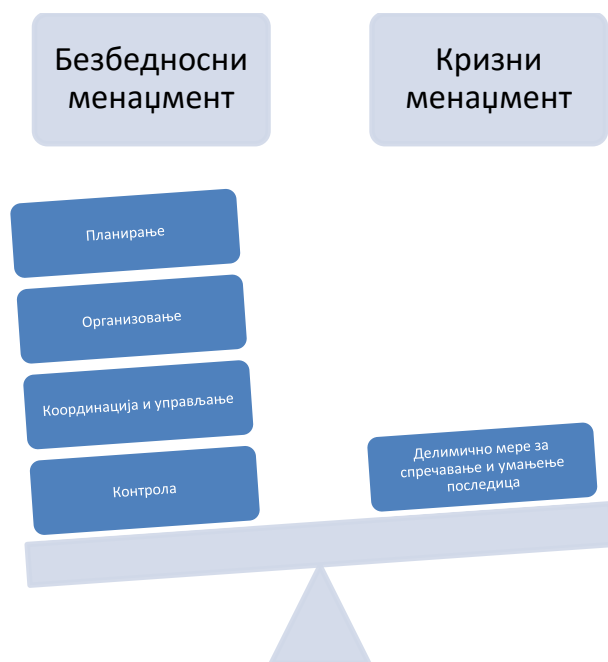 Безбедносни
менаџмент
Кризни
менаџмент
Планирање
Организовање
Координација и управљање
Контрола
Делимично мере за
спречавање и умањење
последица